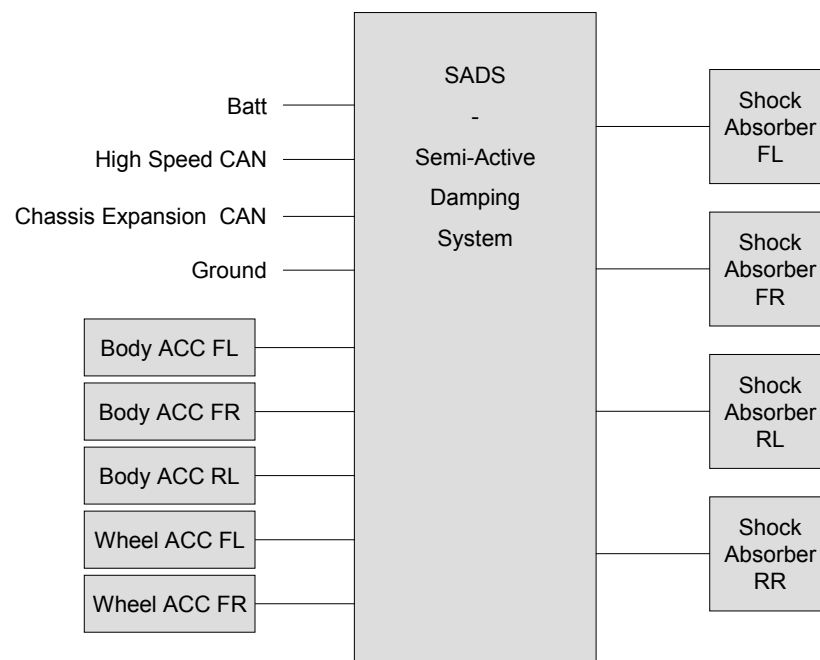 SADS
-
Semi-Active
Damping
System
Batt
High Speed CAN
Chassis Expansion CAN
Ground
Body ACC FL
Body ACC FR
Body ACC RL
Wheel ACC FL
Wheel ACC FR
Shock
Absorber
FL
Shock
Absorber
FR
Shock
Absorber
RL
Shock
Absorber
RR